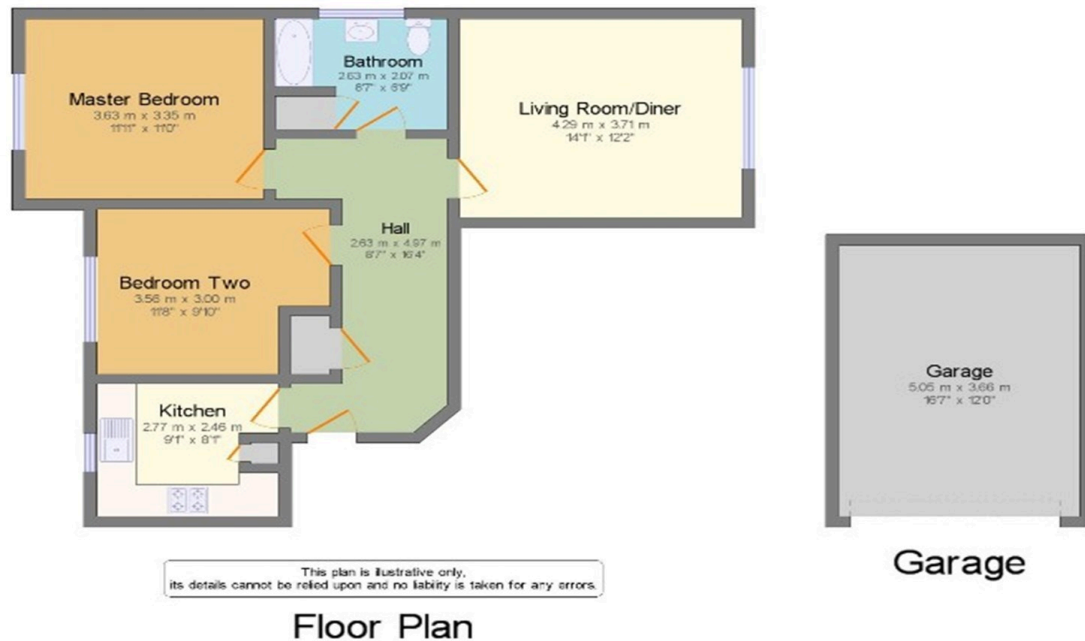 Master Bedroom
3.63 m x 3.35 m
11'11" x 11'0"
Bathroom
2.63 m x 2.07 m
8'7" x 6'9"
Living Room/Diner
4.29 m x 3.71 m
14'1" x 12'2"
Hall
2.63 m x 4.97 m
8'7" x 16'4"
Bedroom Two
3.56 m x 3.00 m
11'8" x 9'10"
Kitchen
2.77 m x 2.46 m
9'1" x 8'1"
Garage
5.05 m x 3.66 m
16'7" x 12'0"
Garage
This plan is illustrative only,
its details cannot be relied upon and no liability is taken for any errors.
Floor Plan